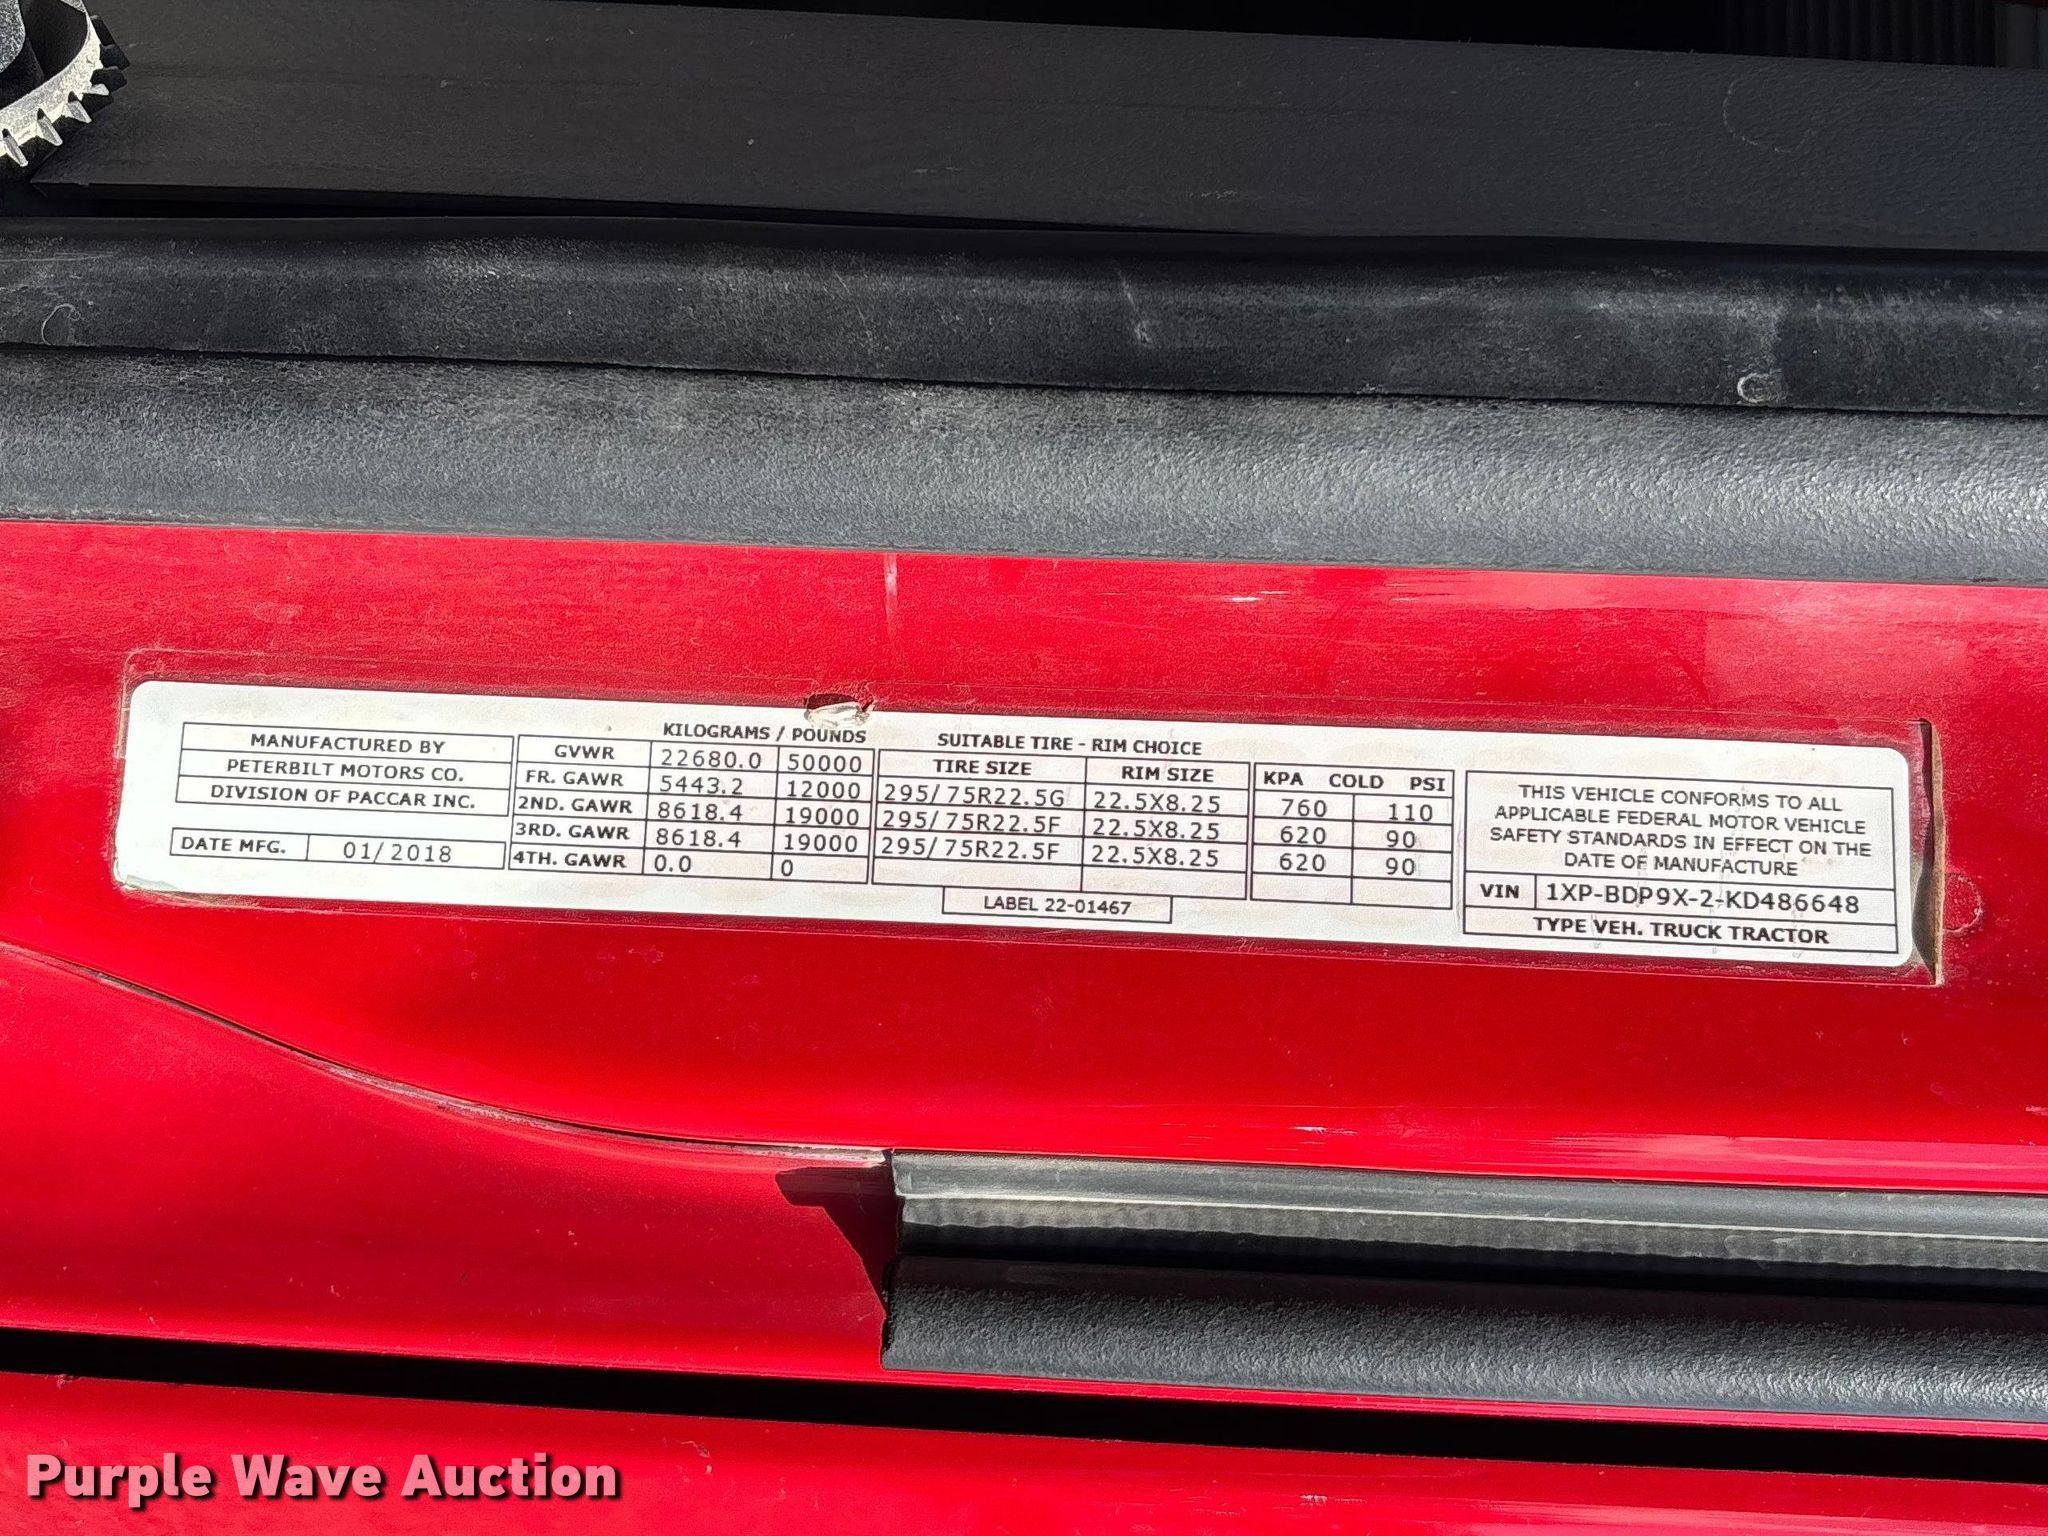 MANUFACTURED BY
PETERBILT MOTORS CO.
DIVISION OF PACCAR INC.
DATE MFG. 01/2018
KILOGRAMS / POUNDS
GVWR 22680.0 50000
FR. GAWR 5443.2 12000
2ND. GAWR 8618.4 19000
3RD. GAWR 8618.4 19000
4TH. GAWR 0.0 0
SUITABLE TIRE - RIM CHOICE
TIRE SIZE RIM SIZE
295/75R22.5G 22.5X8.25
295/75R22.5F 22.5X8.25
295/75R22.5F 22.5X8.25
KPA COLD PSI
760 110
620 90
620 90
LABEL 22-01467
THIS VEHICLE CONFORMS TO ALL
APPLICABLE FEDERAL MOTOR VEHICLE
SAFETY STANDARDS IN EFFECT ON THE
DATE OF MANUFACTURE
VIN 1XP-BDP9X-2-KD486648
TYPE VEH. TRUCK TRACTOR
Purple Wave Auction